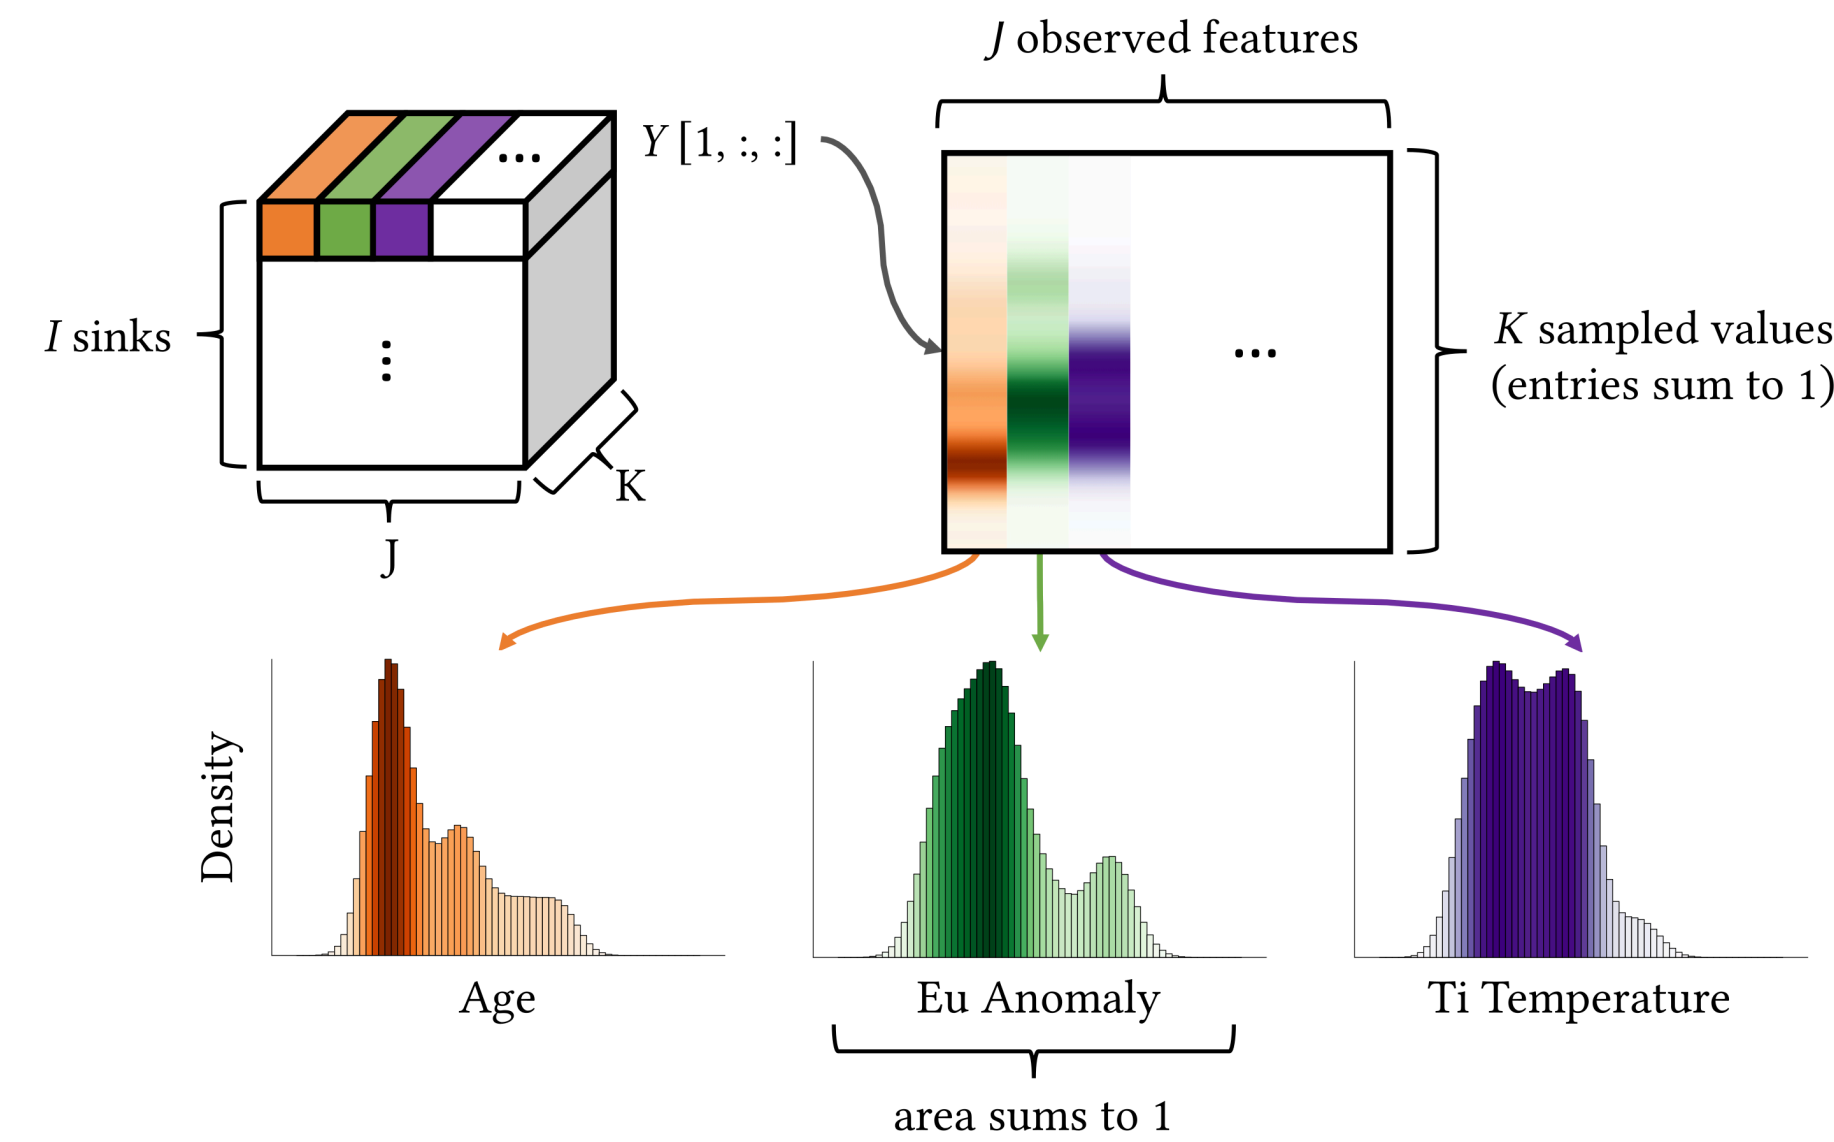 J observed features
Y [1, :, :]
...
I sinks
⋮
K
J
...
K sampled values
(entries sum to 1)
Density
Age
Eu Anomaly
Ti Temperature
area sums to 1